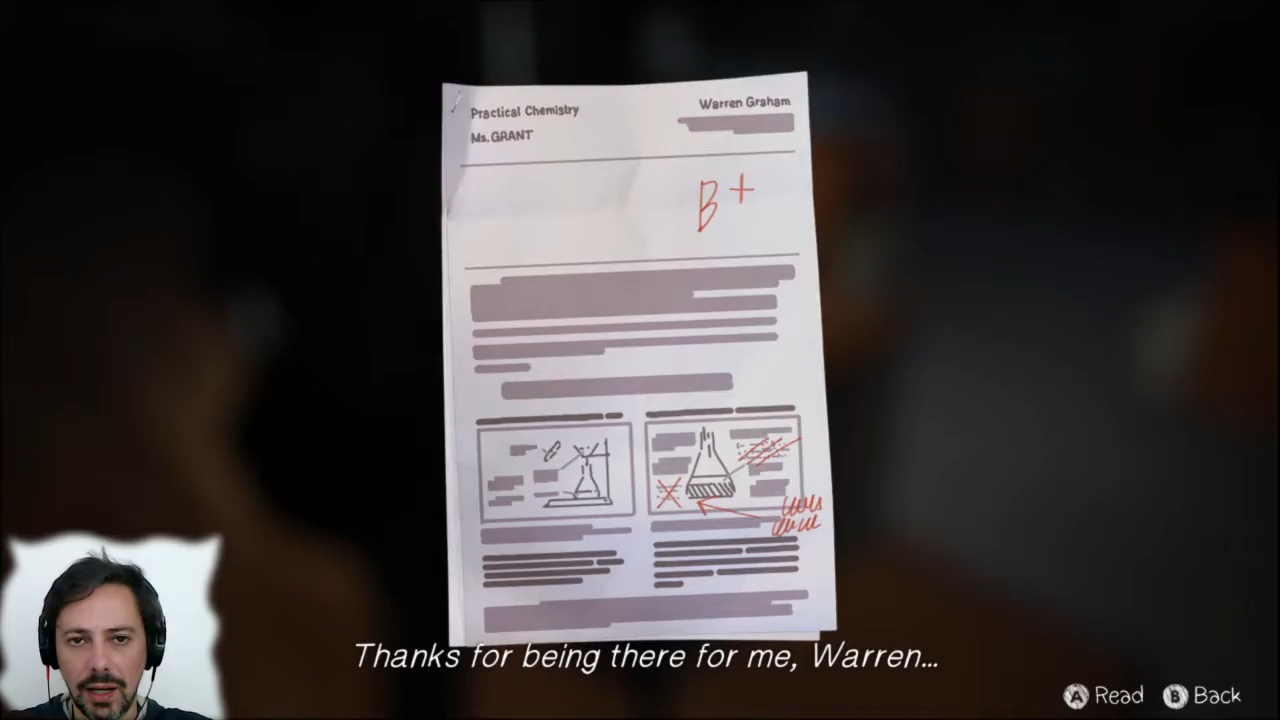 Practical Chemistry
Warren Graham
Ms. GRANT
B+
Thanks for being there for me, Warren...
A Read B Back